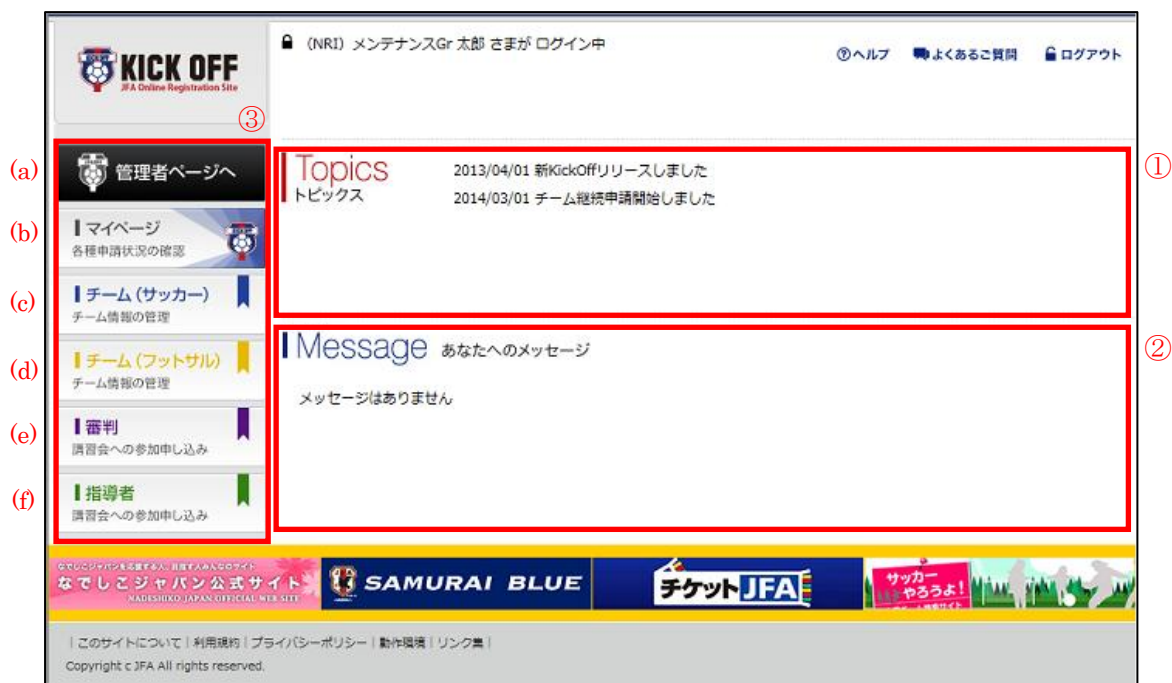 (NRI) メンテナンスGr 太郎 さまが ログイン中
ヘルプ よくあるご質問 ログアウト
KICK OFF
JFA Online Registration Site
③
(a) 管理者ページへ
(b) マイページ
各種申請状況の確認
(c) チーム(サッカー)
チーム情報の管理
(d) チーム(フットサル)
チーム情報の管理
(e) 審判
講習会への参加申し込み
(f) 指導者
講習会への参加申し込み
①
Topics
トピックス
2013/04/01 新KickOffリリースしました
2014/03/01 チーム継続申請開始しました
②
Message あなたへのメッセージ
メッセージはありません
なでしこジャパン公式サイト
NADESHIKO JAPAN OFFICIAL WEB SITE
SAMURAI BLUE
チケットJFA
サッカー
やろうよ!
|このサイトについて|利用規約|プライバシーポリシー|動作環境|リンク集|
Copyright c JFA All rights reserved.